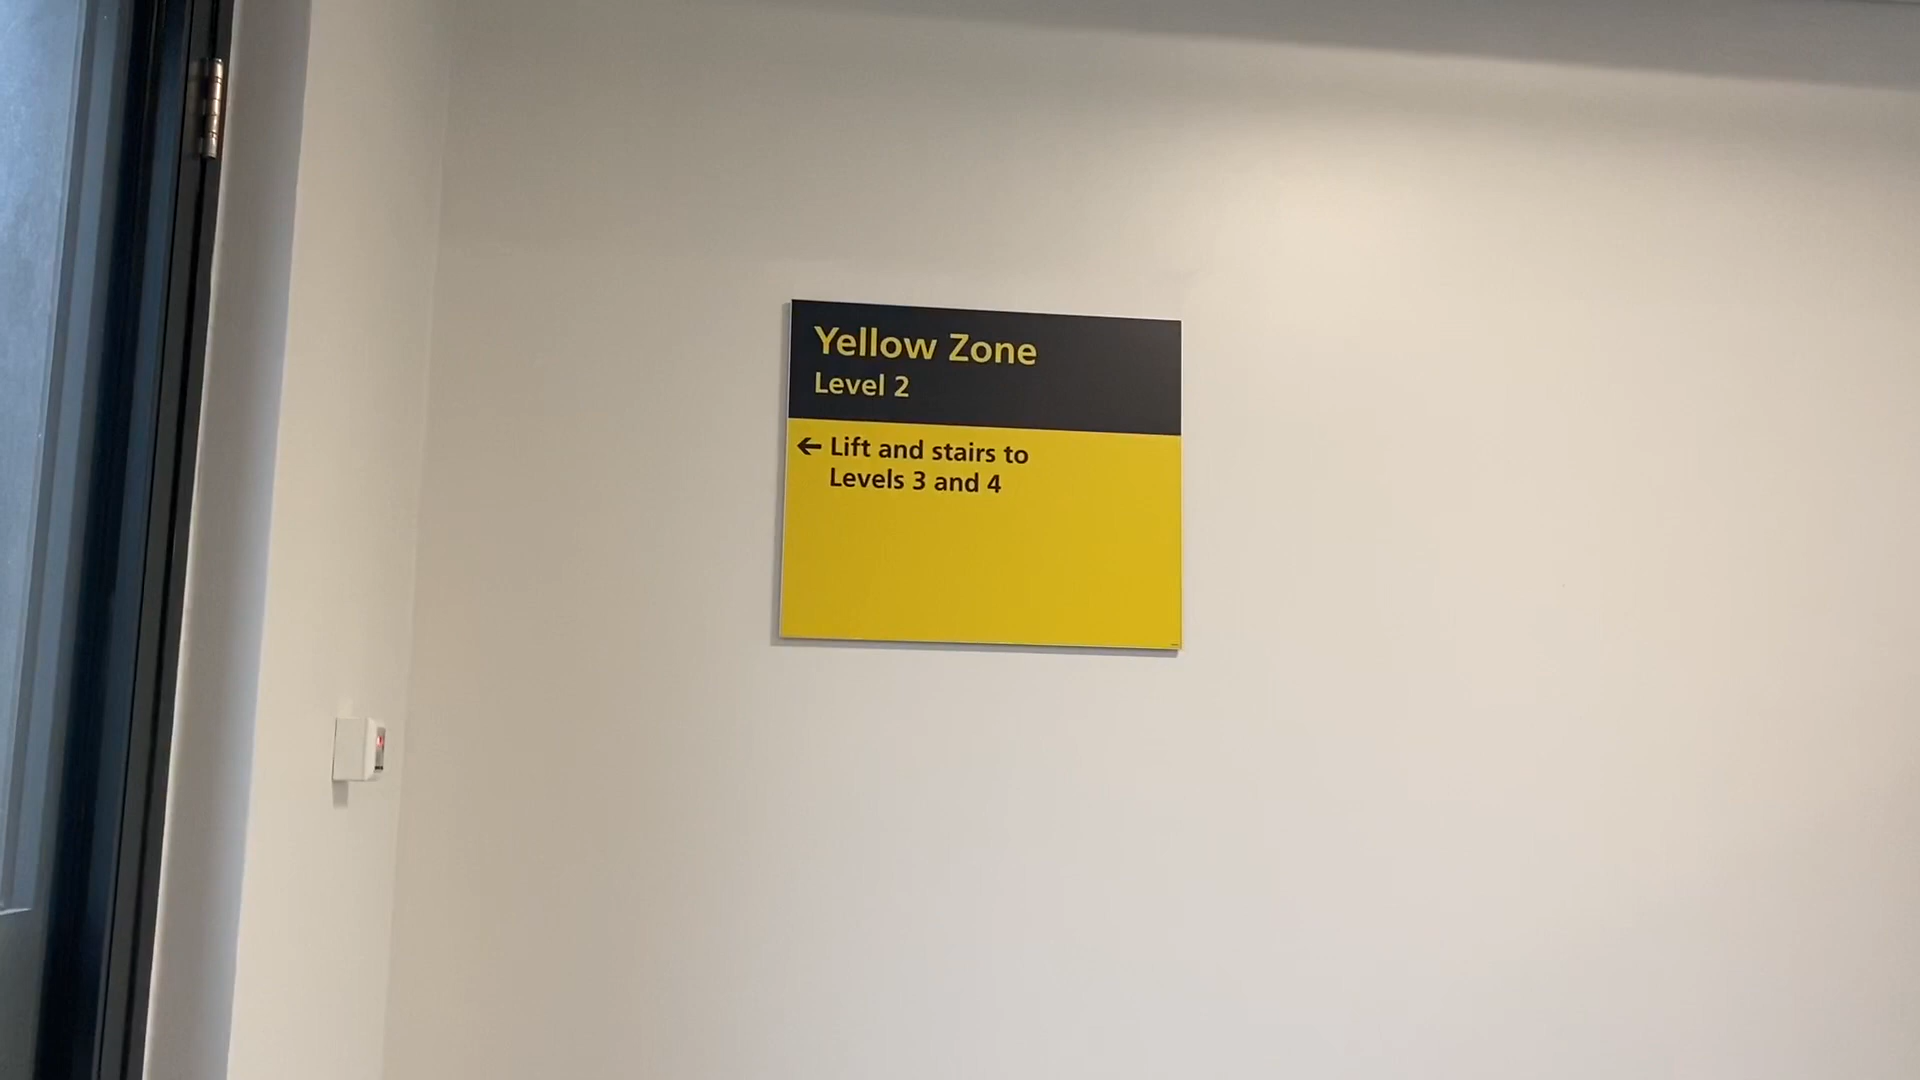 Yellow Zone
Level 2
← Lift and stairs to
Levels 3 and 4